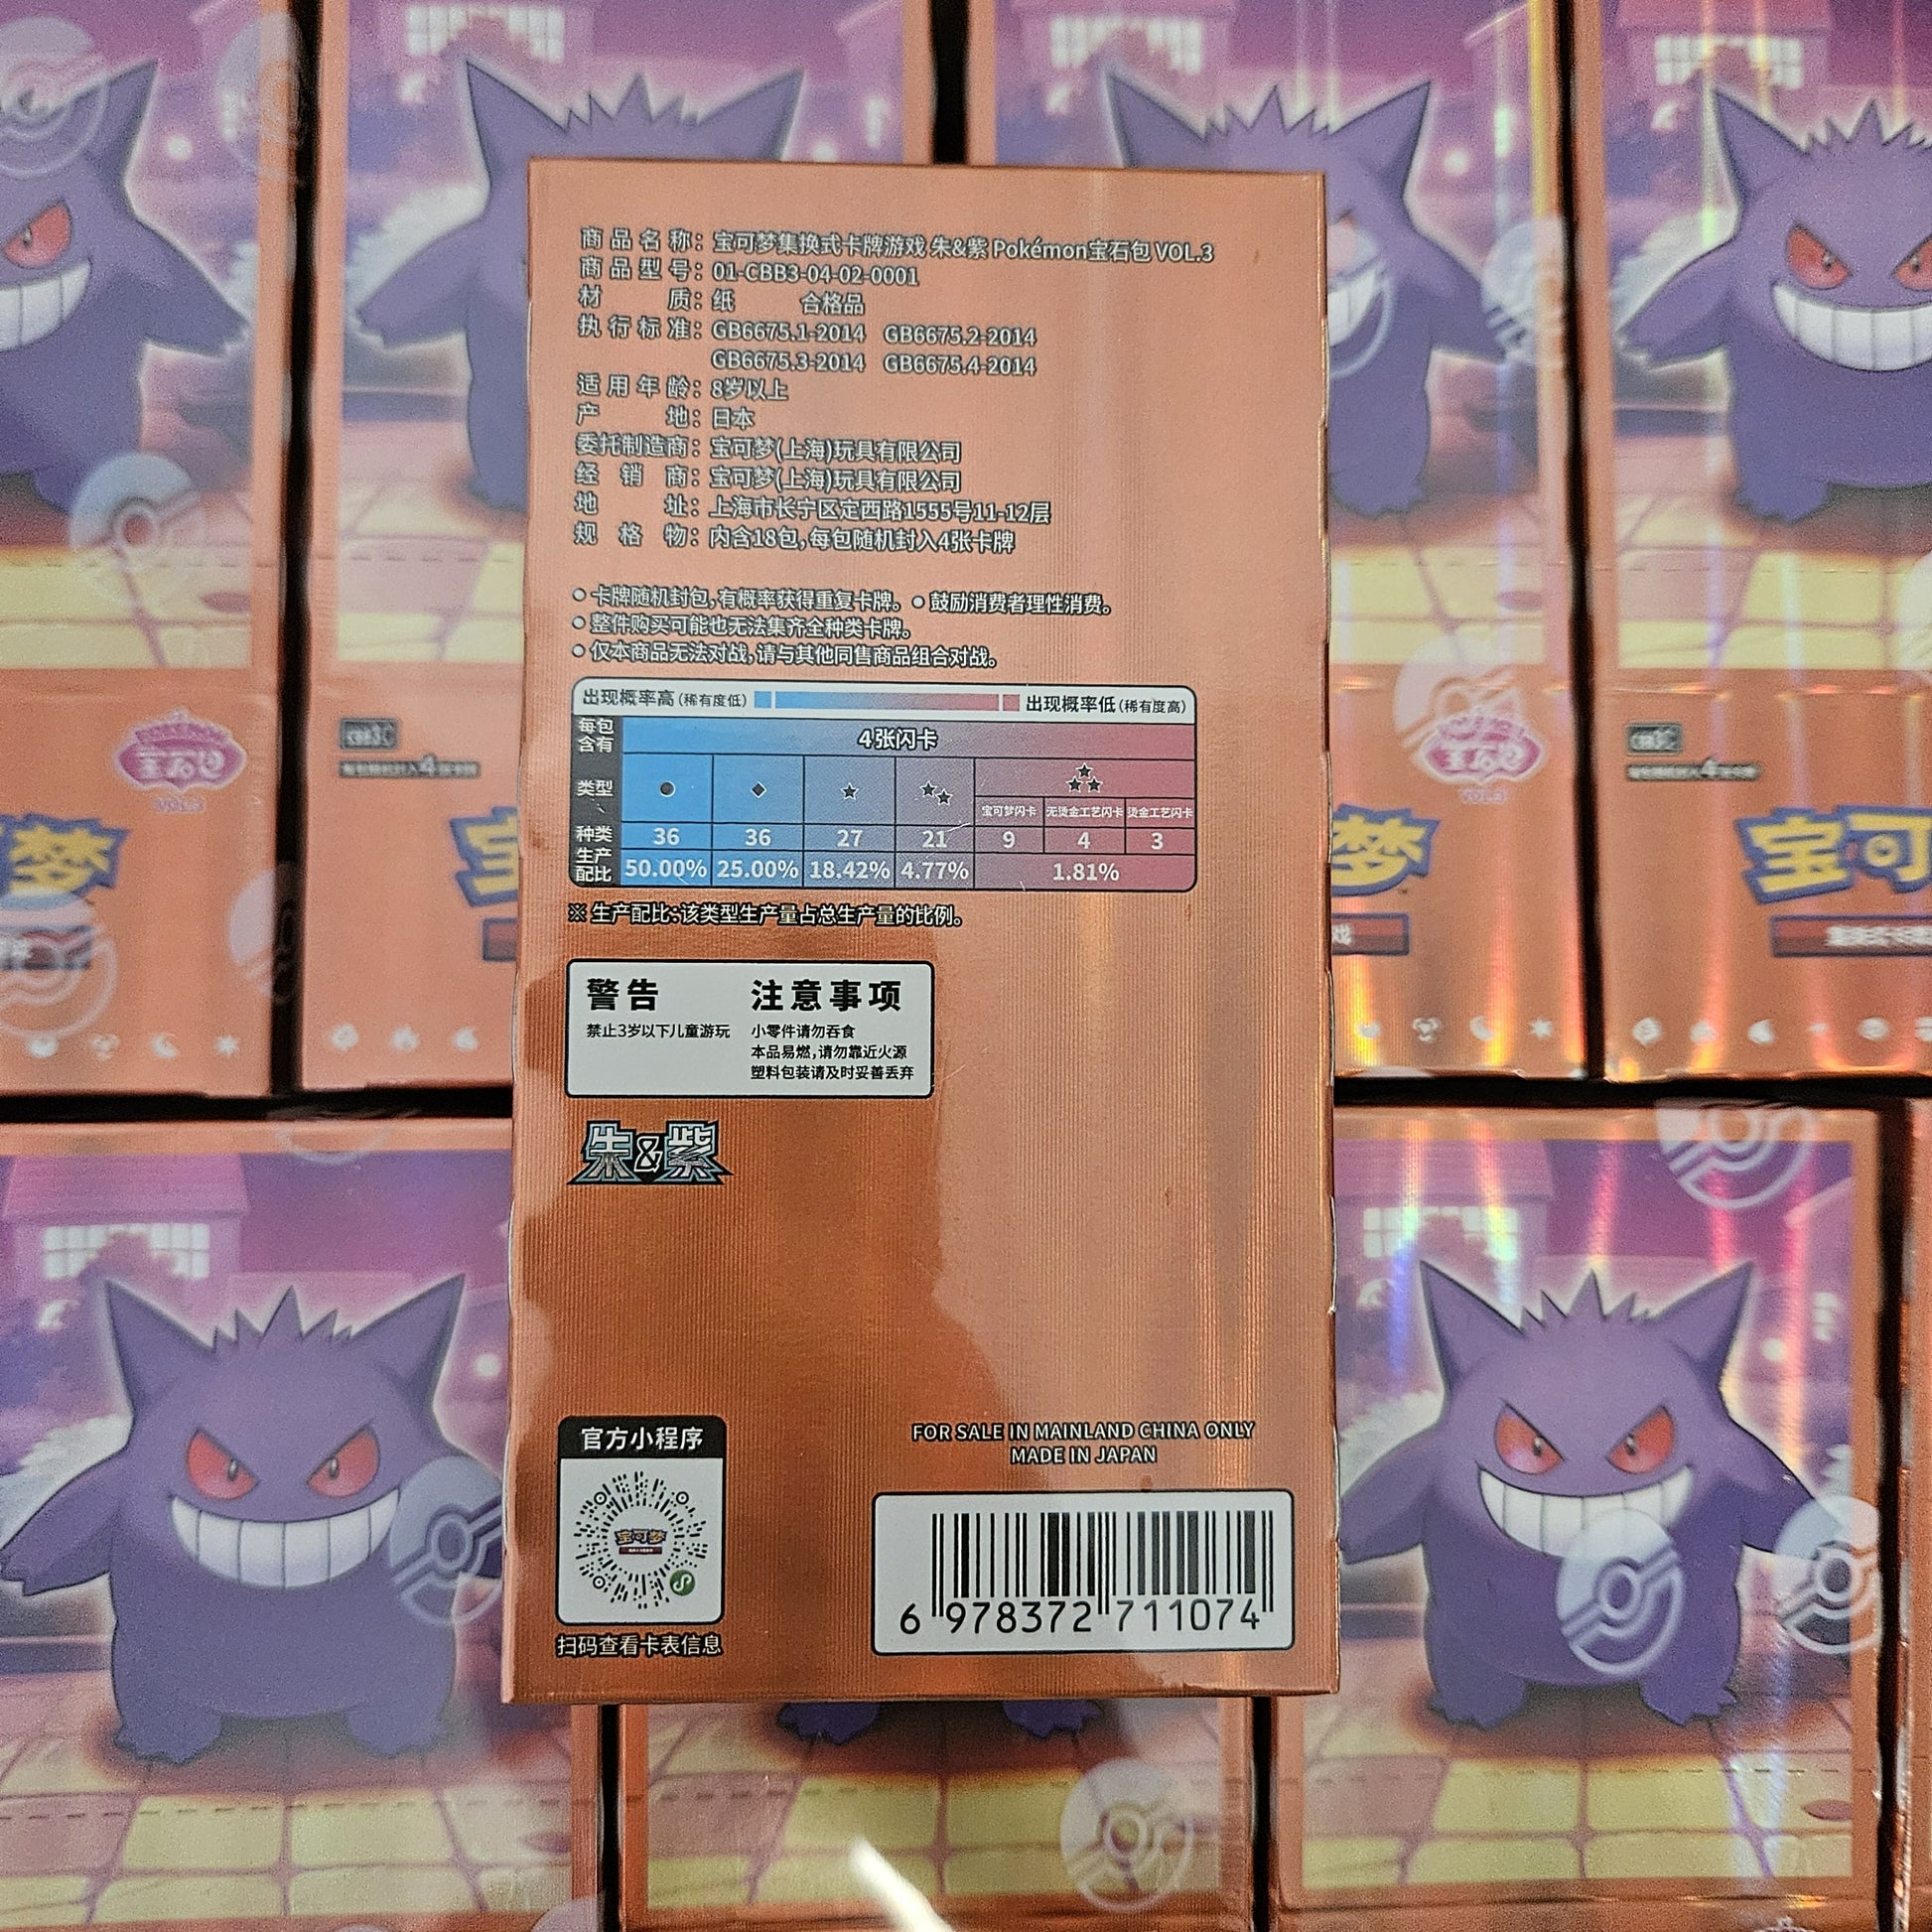 商品名称：宝可梦集换式卡牌游戏 朱&紫 Pokémon宝石包 VOL.3
商品型号：01-CBB3-04-02-0001
材质：纸 合格品
执行标准：GB6675.1-2014 GB6675.2-2014
GB6675.3-2014 GB6675.4-2014
适用年龄：8岁以上
产地：日本
委托制造商：宝可梦(上海)玩具有限公司
经销商：宝可梦(上海)玩具有限公司
地址：上海市长宁区定西路1555号11-12层
规格物：内含18包,每包随机封入4张卡牌
●卡牌随机封包,有概率获得重复卡牌。●鼓励消费者理性消费。
●整件购买可能也无法集齐全种类卡牌。
●仅本商品无法对战,请与其他同售商品组合对战。
出现概率高(稀有度低) 出现概率低(稀有度高)
每包含有 4张闪卡
类型 ● ◆ ★ ★★ ★★★
宝可梦闪卡 无烫金工艺闪卡 烫金工艺闪卡
种类 36 36 27 21 9 4 3
生产配比 50.00% 25.00% 18.42% 4.77% 1.81%
※ 生产配比:该类型生产量占总生产量的比例。
警告 注意事项
禁止3岁以下儿童游玩 小零件请勿吞食
本品易燃,请勿靠近火源
塑料包装请及时妥善丢弃
朱&紫
官方小程序
宝可梦
扫码查看卡表信息
FOR SALE IN MAINLAND CHINA ONLY
MADE IN JAPAN
6 978372 711074
宝石包
VOL.3
梦
宝可